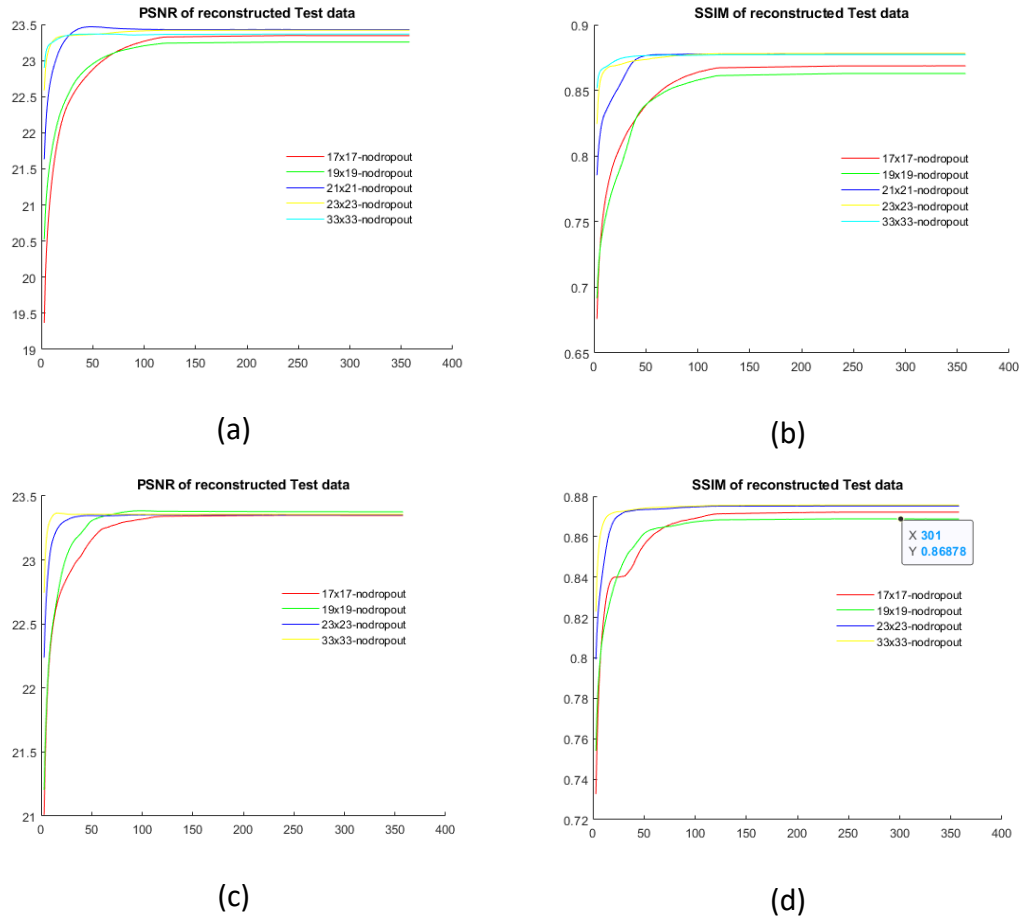 PSNR of reconstructed Test data
23.5
23
22.5
22
21.5
21
20.5
20
19.5
19
0 50 100 150 200 250 300 350 400
17x17-nodropout
19x19-nodropout
21x21-nodropout
23x23-nodropout
33x33-nodropout
(a)
SSIM of reconstructed Test data
0.9
0.85
0.8
0.75
0.7
0.65
0 50 100 150 200 250 300 350 400
17x17-nodropout
19x19-nodropout
21x21-nodropout
23x23-nodropout
33x33-nodropout
(b)
PSNR of reconstructed Test data
23.5
23
22.5
22
21.5
21
0 50 100 150 200 250 300 350 400
17x17-nodropout
19x19-nodropout
23x23-nodropout
33x33-nodropout
(c)
SSIM of reconstructed Test data
0.88
0.86
0.84
0.82
0.8
0.78
0.76
0.74
0.72
0 50 100 150 200 250 300 350 400
X 301
Y 0.86878
17x17-nodropout
19x19-nodropout
23x23-nodropout
33x33-nodropout
(d)